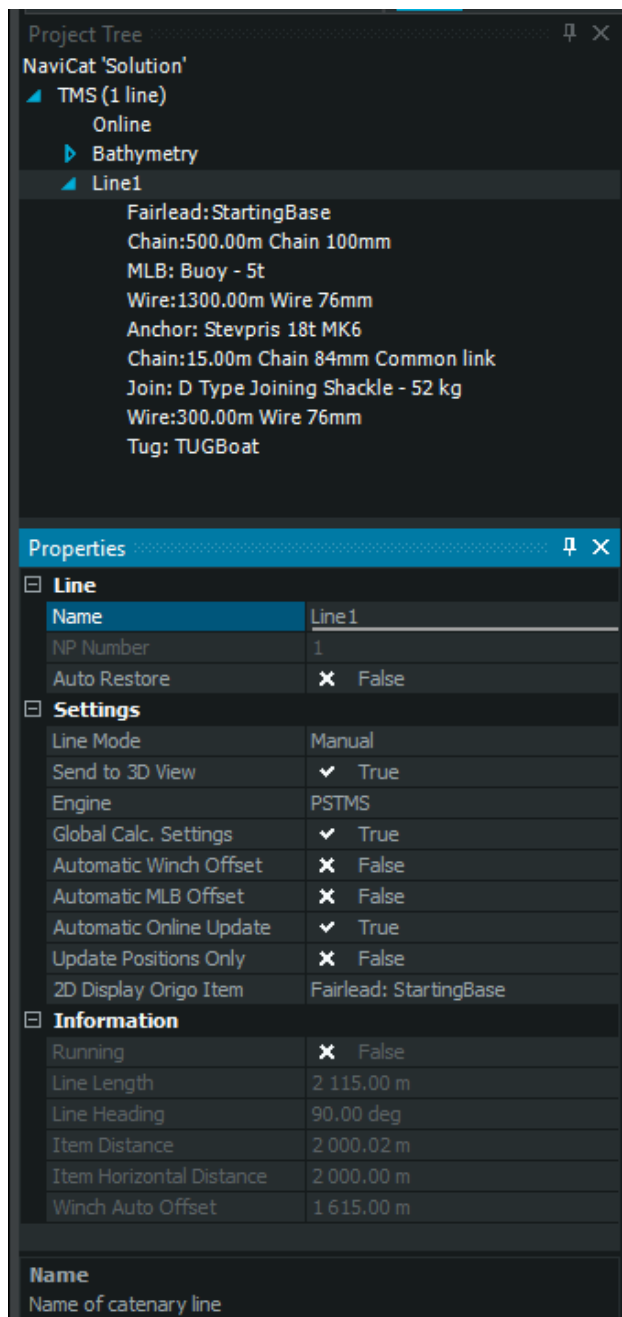 Project Tree
NaviCat 'Solution'
TMS (1 line)
Online
Bathymetry
Line1
Fairlead:StartingBase
Chain:500.00m Chain 100mm
MLB: Buoy - 5t
Wire:1300.00m Wire 76mm
Anchor: Stevpris 18t MK6
Chain:15.00m Chain 84mm Common link
Join: D Type Joining Shackle - 52 kg
Wire:300.00m Wire 76mm
Tug: TUGBoat
Properties
Line
Name Line1
NP Number 1
Auto Restore False
Settings
Line Mode Manual
Send to 3D View True
Engine PSTMS
Global Calc. Settings True
Automatic Winch Offset False
Automatic MLB Offset False
Automatic Online Update True
Update Positions Only False
2D Display Origo Item Fairlead: StartingBase
Information
Running False
Line Length 2 115.00 m
Line Heading 90.00 deg
Item Distance 2 000.02 m
Item Horizontal Distance 2 000.00 m
Winch Auto Offset 1 615.00 m
Name
Name of catenary line